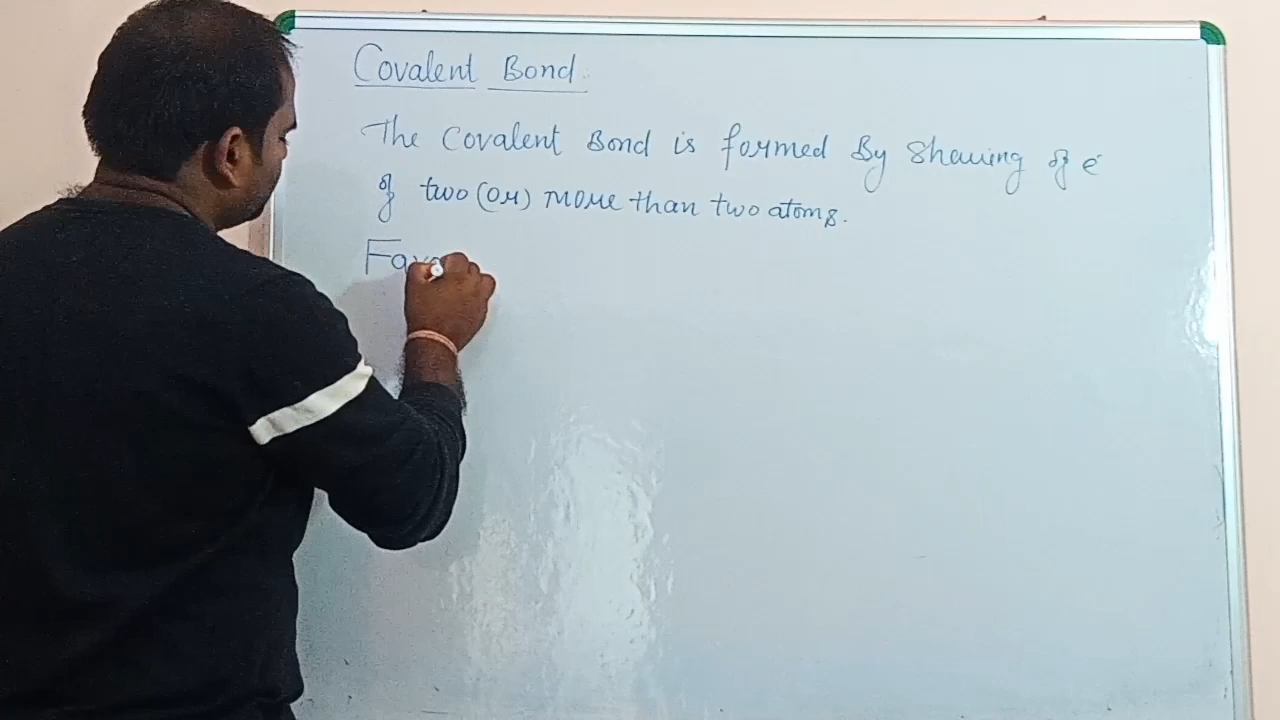 Covalent Bond.
The Covalent Bond is formed By Sharing of e⁻
of two (or) more than two atoms.